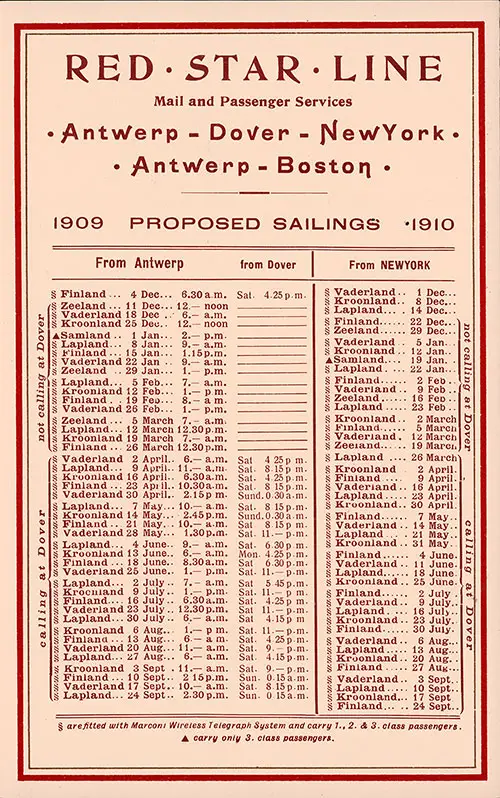 RED · STAR · LINE
Mail and Passenger Services
· Antwerp - Dover - NewYork ·
· Antwerp - Boston ·
1909 PROPOSED SAILINGS · 1910
From Antwerp from Dover From NEWYORK
§ Finland ... 4 Dec... 6.30 a.m. Sat. 4.25 p.m. § Vaderland ... 1 Dec...
§ Zeeland ... 11 Dec... 12.— noon § Kroonland .. 8 Dec...
§ Vaderland 18 Dec .. 6.— a.m. § Lapland.... 14 Dec...
§ Kroonland 25 Dec.. 12.— noon § Finland..... 22 Dec...
▲Samland .. 1 Jan... 2.— p.m. § Zeeland .... 29 Dec...
§ Lapland... 8 Jan... 9.— a.m. § Vaderland 5 Jan...
§ Finland... 15 Jan... 1.15 p.m. § Kroonland . 12 Jan...
§ Vaderland 22 Jan ... 9.— a.m. ▲Samland... 19 Jan...
§ Zeeland ... 29 Jan... 1.— p.m. § Lapland ... 22 Jan
§ Lapland... 5 Feb... 7.— a.m. § Finland .... 2 Feb..
§ Kroonland 12 Feb... 1.— p.m. § Vaderland . 9 Feb...
§ Finland... 19 Feb... 8.— a.m. § Zeeland .... 16 Feb...
§ Vaderland 26 Feb... 1.— p.m. § Lapland ... 23 Feb
§ Zeeland ... 5 March 7.— a.m. § Kroonland . 2 March
§ Lapland... 12 March 12.30 p.m. § Finland..... 5 March
§ Kroonland 19 March 7.— a.m. § Vaderland . 12 March
§ Finland... 26 March 12.30 p.m. § Zeeland.... 19 March
not calling at Dover
not calling at Dover
§ Vaderland 2 April.. 6.— a.m. Sat 4 25 p m. § Lapland ... 26 March
§ Lapland... 9 April.. 11.— a.m. Sat. 8 15 p m. § Kroonland 2 April.
§ Kroonland 16 April... 6.30 a.m. Sat. 4.25 p m. § Finland .... 9 April.
§ Finland... 23 April. 10.30 a.m. Sat. 8 15 p m. § Vaderland .. 16 April.
§ Vaderland 30 April.. 2.15 p m. Sund. 0.30 a.m. § Lapland ..... 23 April
§ Lapland... 7 May... 10.— a.m. Sat. 8 15 p.m. § Kroonland .. 30 April.
§ Kroonland 14 May... 2.45 p.m. Sund. 0.30 a m. § Finland ..... 7 May...
§ Finland ... 21 May... 10.— a.m. Sat 8 15 p m. § Vaderland .. 14 May...
§ Vaderland 28 May... 1.30 p.m. Sat. 11.— p.m. § Lapland .... 21 May...
§ Lapland... 4 June.. 9.— a.m. Sat. 6 30 p m. § Kroonland .. 31 May...
§ Kroonland 13 June.. 6.— a.m. Mon. 4.25 p.m. § Finland..... 4 June.
§ Finland... 18 June.. 8.30 a.m. Sat 6 30 p.m. § Vaderland .. 11 June.
§ Vaderland 25 June.. 1.— p.m. Sat. 11.— p.m. § Lapland..... 18 June.
§ Lapland ... 2 July .. 7.— a.m. Sat. 5.45 p.m. § Kroonland .. 25 June.
§ Kroonland 9 July .. 1.— p.m. Sat 11.— p.m. § Finland..... 2 July..
§ Finland... 16 July .. 6.30 a.m. Sat 4.25 p.m. § Vaderland .. 9 July..
§ Vaderland 23 July .. 12.30 p.m. Sat 11.— p.m. § Lapland .... 16 July..
§ Lapland... 30 July .. 6.— a.m. Sat 4.15 p m § Kroonland .. 23 July..
§ Kroonland 6 Aug... 1.— p m. Sat. 11.— p m. § Finland..... 30 July..
§ Finland... 13 Aug... 6.— a.m. Sat. 4.25 p.m. § Vaderland .. 6 Aug...
§ Vaderland 20 Aug... 11.— a.m. Sat. 9.— p.m. § Lapland .... 13 Aug...
§ Lapland... 27 Aug... 6.— a.m. Sat. 4.15 p.m. § Kroonland .. 20 Aug...
§ Kroonland 3 Sept.. 11.— a.m. Sat. 9.— p.m. § Finland .... 27 Aug...
§ Finland... 10 Sept.. 2 15 p.m. Sun. 0.15 a.m. § Vaderland .. 3 Sept..
§ Vaderland 17 Sept.. 10.— a.m. Sat. 8 15 p.m. § Lapland .... 10 Sept..
§ Lapland... 24 Sept.. 2.30 p.m. Sun. 0 15 a.m. § Kroonland.. 17 Sept
§ Finland.... 24 Sept..
calling at Dover
calling at Dover
§ are fitted with Marconi Wireless Telegraph System and carry 1., 2. & 3. class passengers.
▲ carry only 3. class passengers.